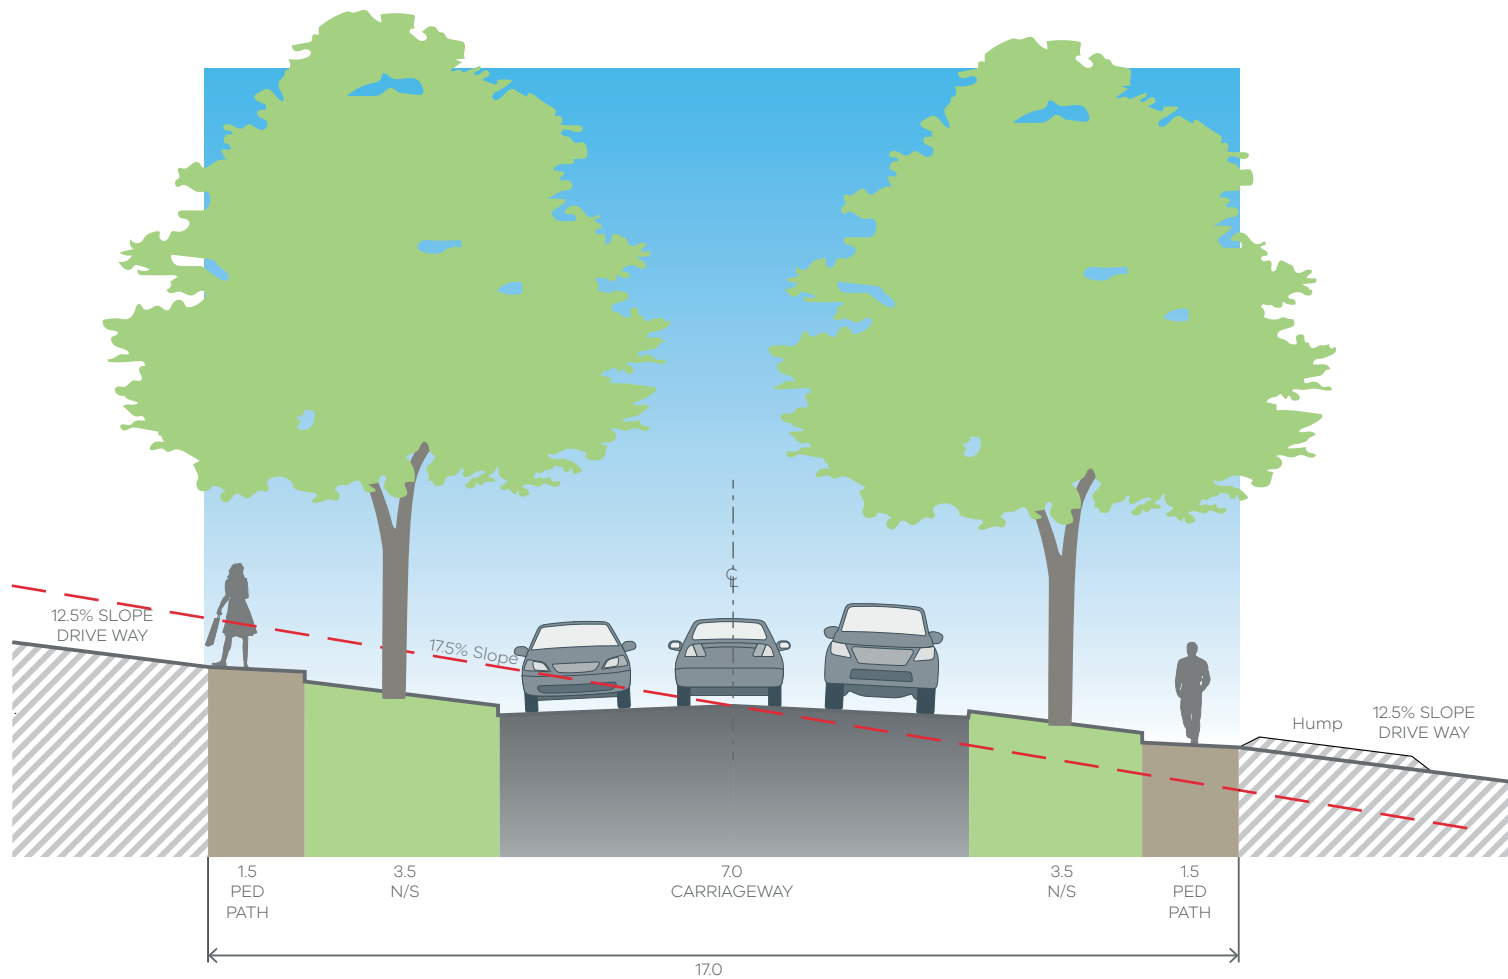 12.5% SLOPE
DRIVE WAY
17.5% Slope
℄
Hump
12.5% SLOPE
DRIVE WAY
1.5
PED
PATH
3.5
N/S
7.0
CARRIAGEWAY
3.5
N/S
1.5
PED
PATH
17.0